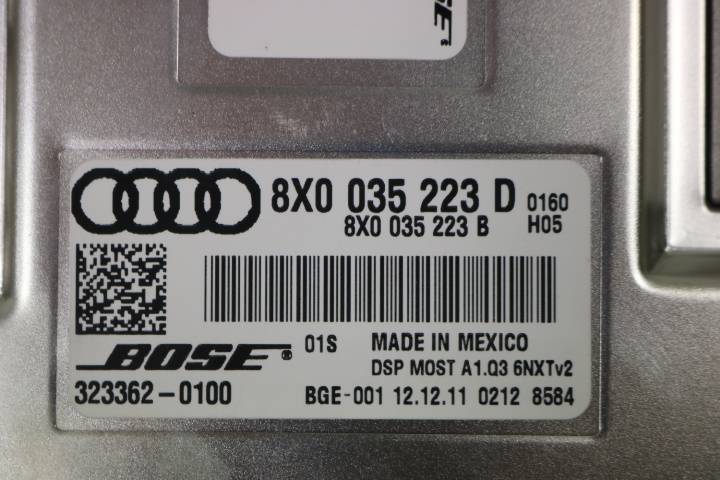 BOSE
8X0 035 223 D 0160
8X0 035 223 B H05
BOSE 01S MADE IN MEXICO
DSP MOST A1.Q3 6NXTv2
323362-0100 BGE-001 12.12.11 0212 8584